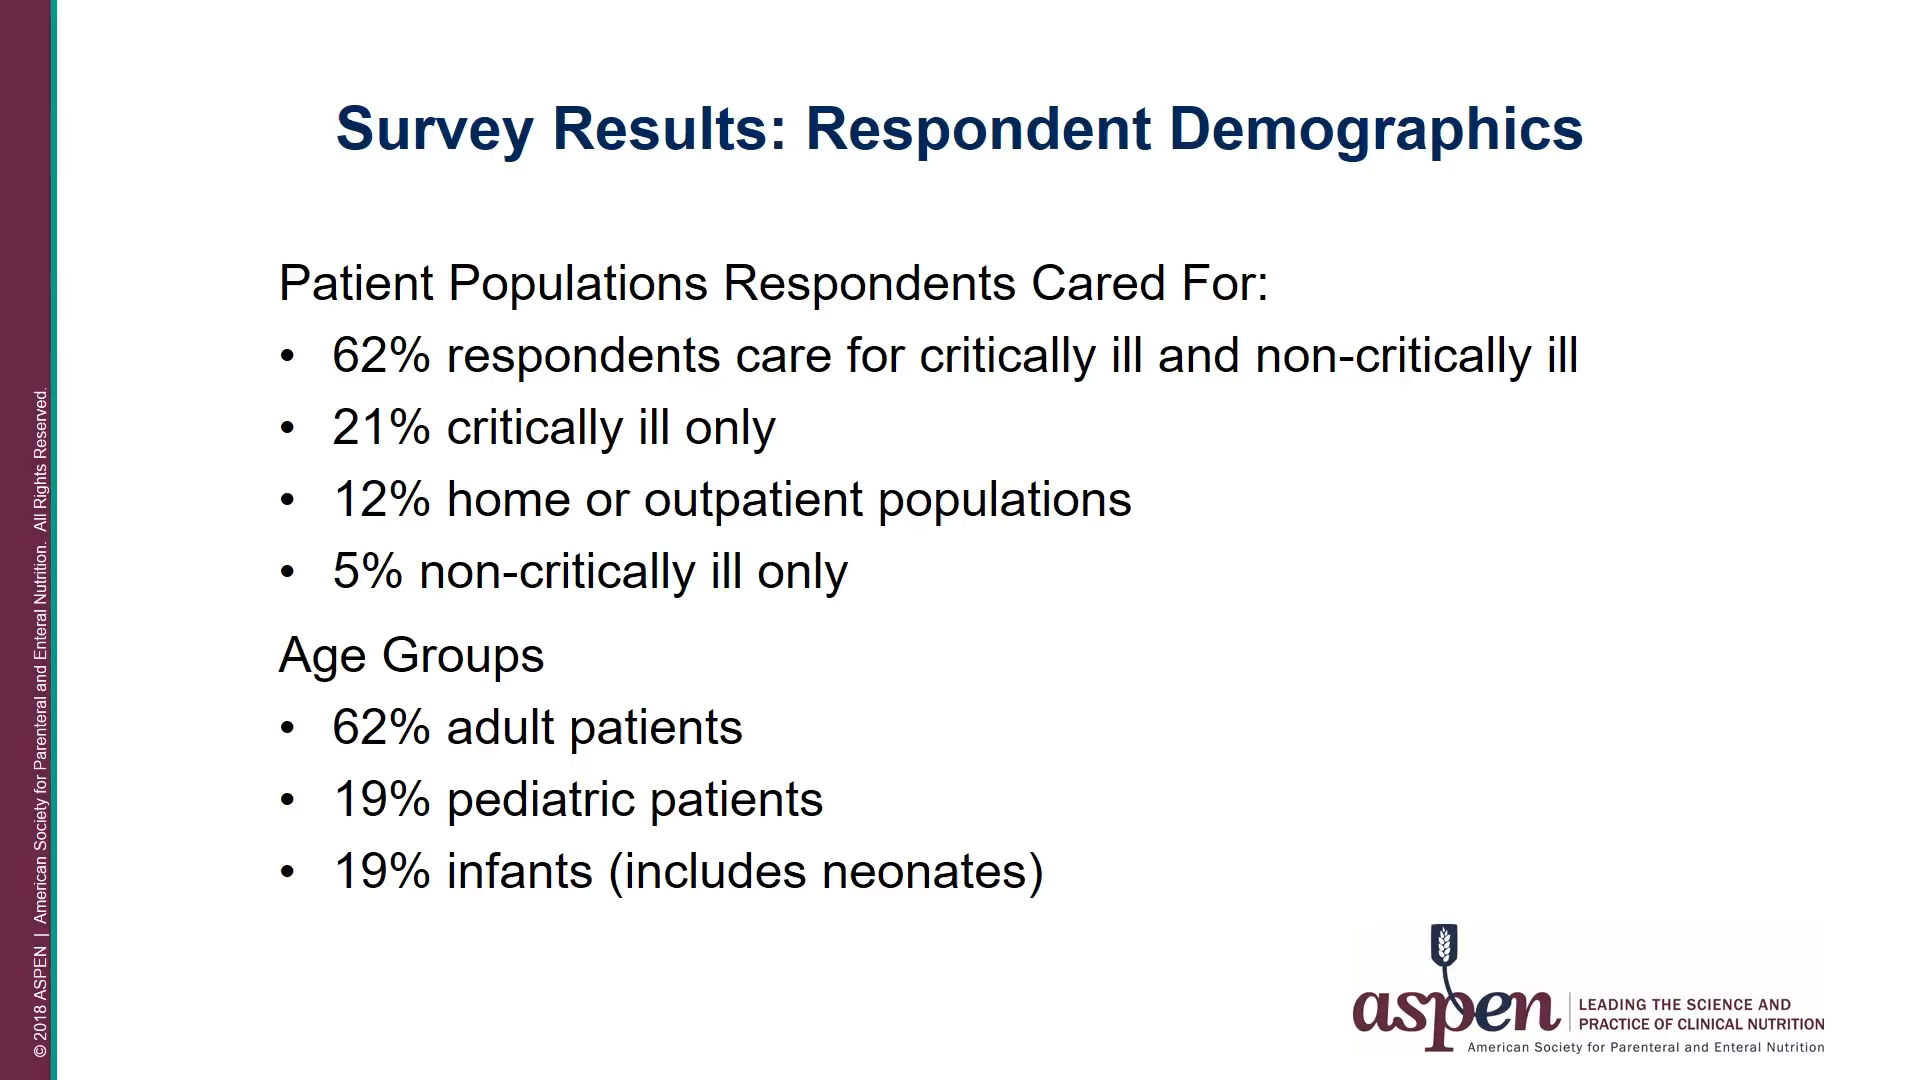 Survey Results: Respondent Demographics
Patient Populations Respondents Cared For:
• 62% respondents care for critically ill and non-critically ill
• 21% critically ill only
• 12% home or outpatient populations
• 5% non-critically ill only
Age Groups
• 62% adult patients
• 19% pediatric patients
• 19% infants (includes neonates)
© 2018 ASPEN | American Society for Parenteral and Enteral Nutrition. All Rights Reserved.
aspen
LEADING THE SCIENCE AND
PRACTICE OF CLINICAL NUTRITION
American Society for Parenteral and Enteral Nutrition